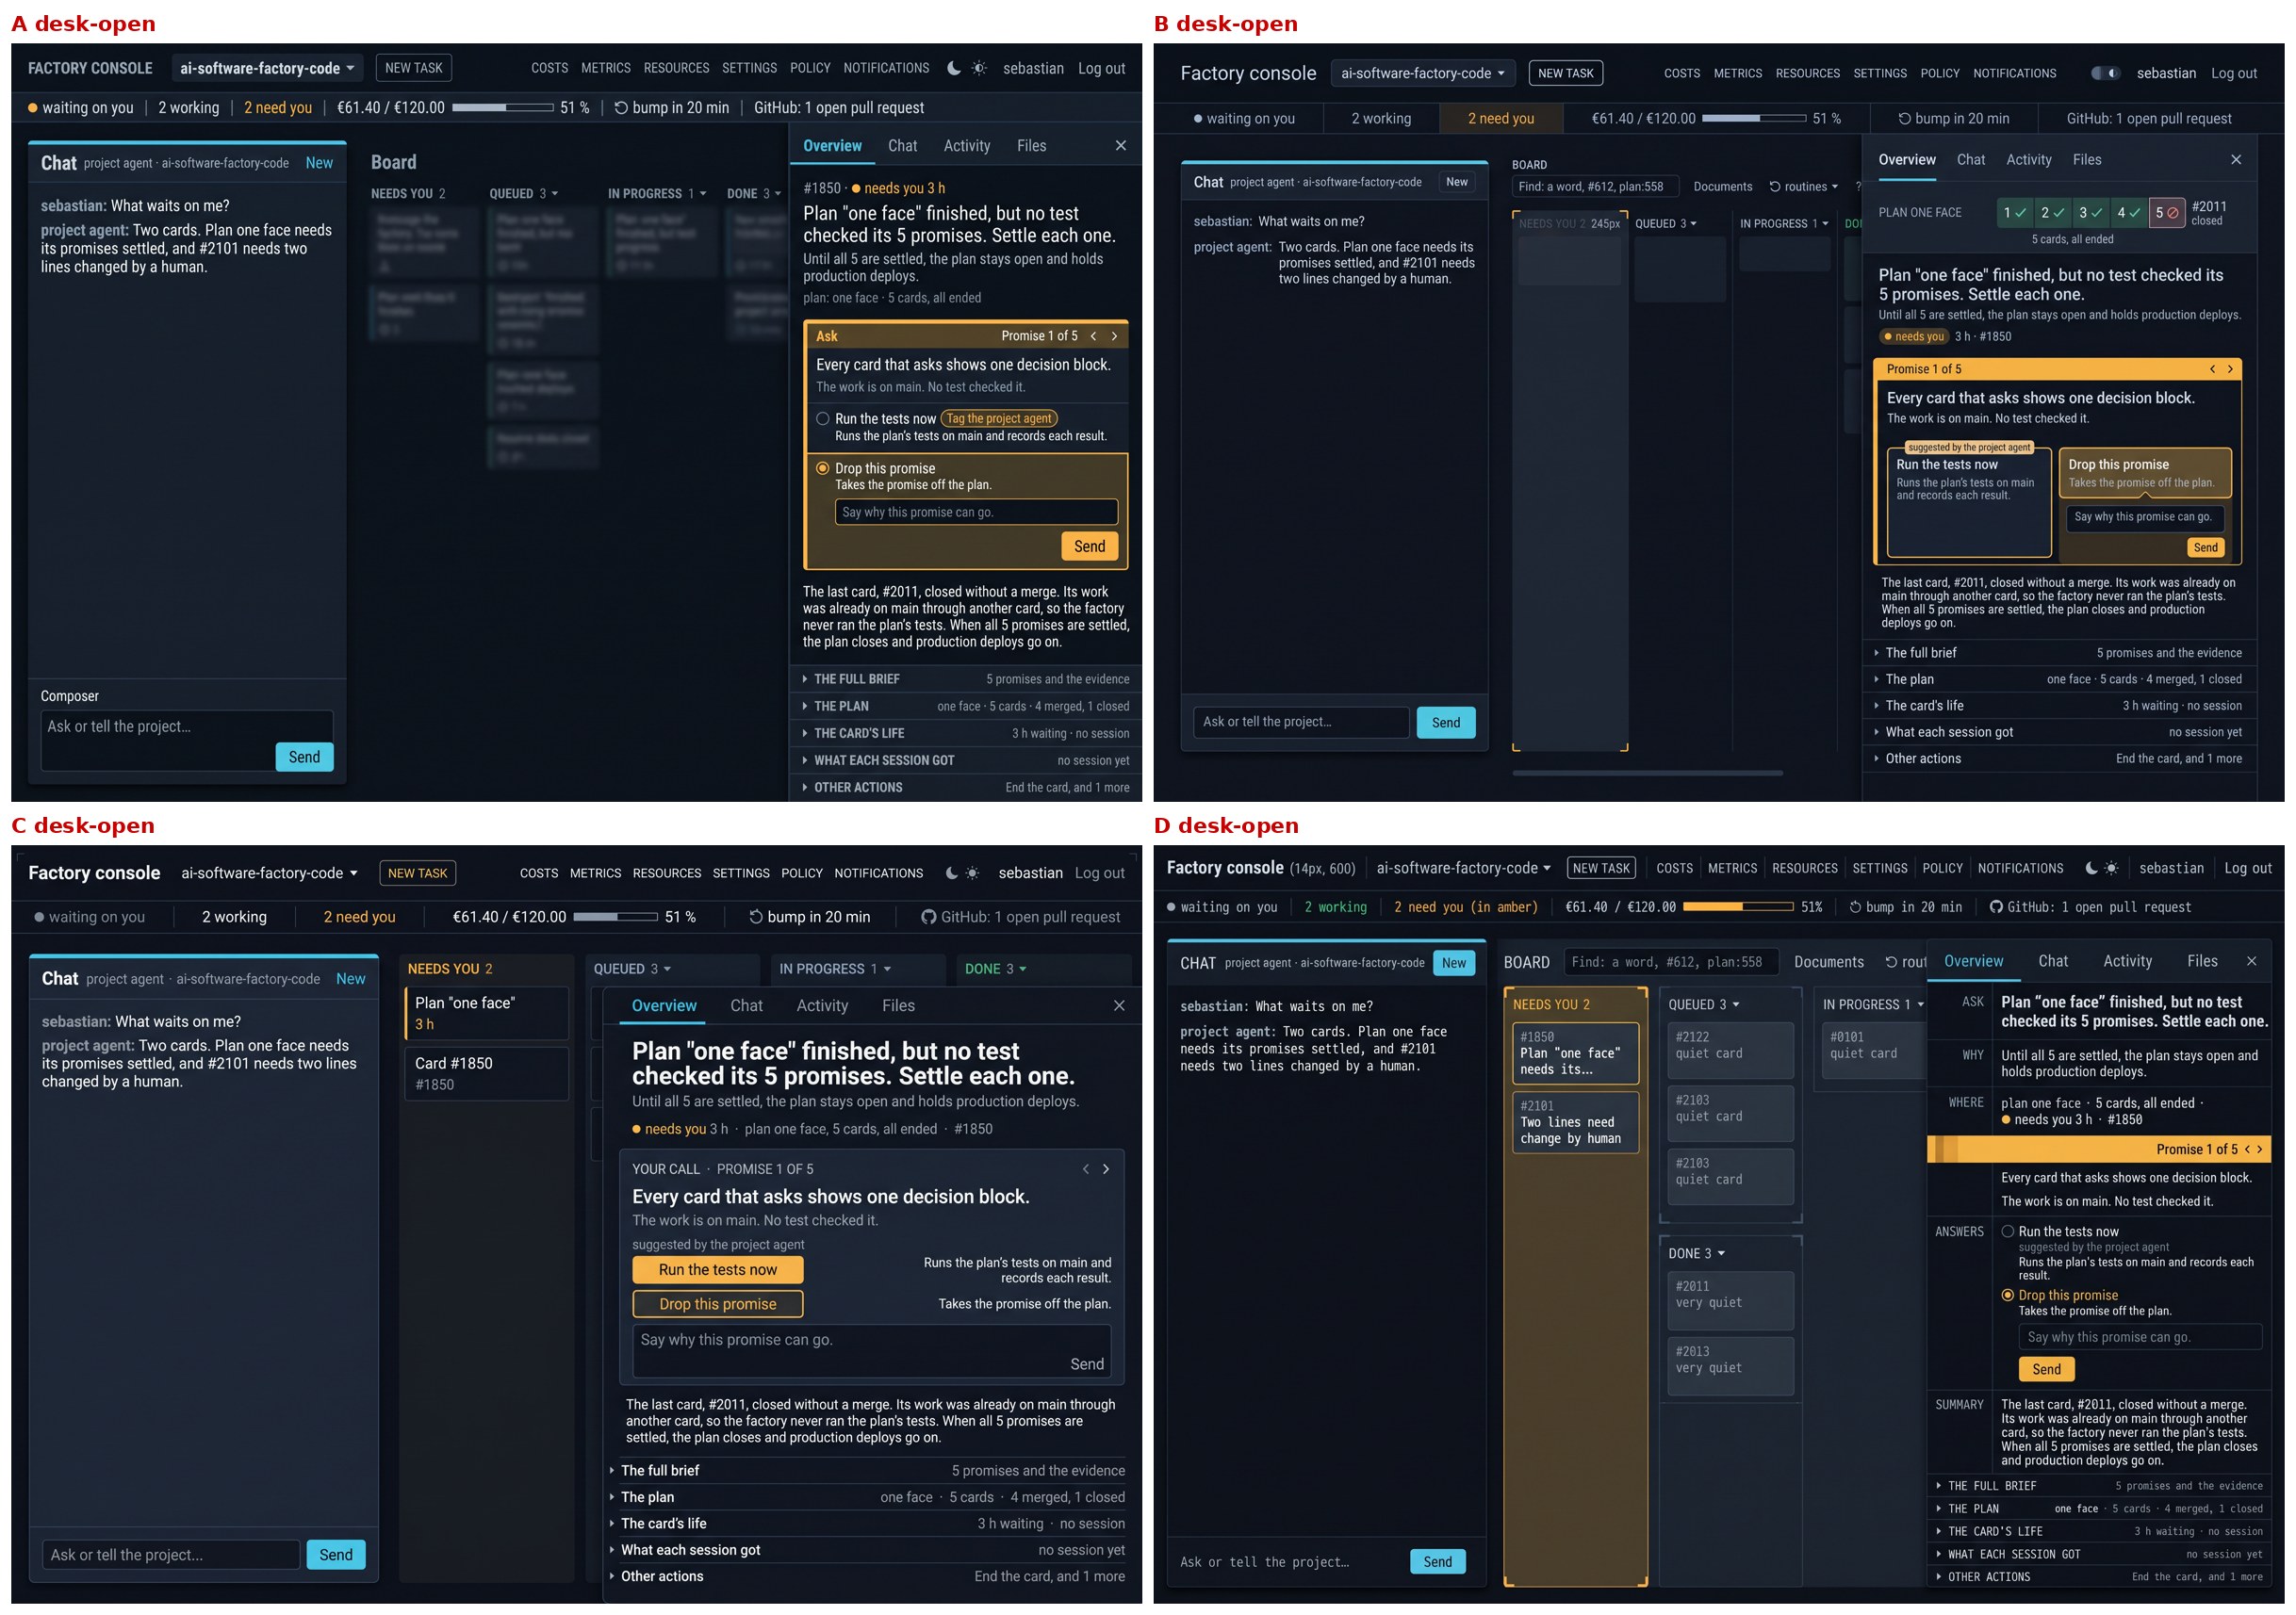 A desk-open
FACTORY CONSOLE ai-software-factory-code NEW TASK COSTS METRICS RESOURCES SETTINGS POLICY NOTIFICATIONS sebastian Log out
waiting on you 2 working 2 need you €61.40 / €120.00 51 % bump in 20 min GitHub: 1 open pull request
Chat project agent · ai-software-factory-code New
sebastian: What waits on me?
project agent: Two cards. Plan one face needs
its promises settled, and #2101 needs two
lines changed by a human.
Composer
Ask or tell the project...
Send
Board
NEEDS YOU 2 QUEUED 3 IN PROGRESS 1 DONE 3
Overview Chat Activity Files ×
#1850 · needs you 3 h
Plan "one face" finished, but no test
checked its 5 promises. Settle each one.
Until all 5 are settled, the plan stays open and holds
production deploys.
plan: one face · 5 cards, all ended
Ask Promise 1 of 5 < >
Every card that asks shows one decision block.
The work is on main. No test checked it.
Run the tests now Tag the project agent
Runs the plan's tests on main and records each result.
Drop this promise
Takes the promise off the plan.
Say why this promise can go.
Send
The last card, #2011, closed without a merge. Its work
was already on main through another card, so the factory
never ran the plan's tests. When all 5 promises are settled,
the plan closes and production deploys go on.
THE FULL BRIEF 5 promises and the evidence
THE PLAN one face · 5 cards · 4 merged, 1 closed
THE CARD'S LIFE 3 h waiting · no session
WHAT EACH SESSION GOT no session yet
OTHER ACTIONS End the card, and 1 more
B desk-open
Factory console ai-software-factory-code NEW TASK COSTS METRICS RESOURCES SETTINGS POLICY NOTIFICATIONS sebastian Log out
waiting on you 2 working 2 need you €61.40 / €120.00 51 % bump in 20 min GitHub: 1 open pull request
Chat project agent · ai-software-factory-code New
sebastian: What waits on me?
project agent: Two cards. Plan one face needs its
promises settled, and #2101 needs
two lines changed by a human.
Ask or tell the project... Send
BOARD
Find: a word, #612, plan:558 Documents routines ?
NEEDS YOU 2 245px QUEUED 3 IN PROGRESS 1 DO
Overview Chat Activity Files ×
PLAN ONE FACE 1 ✓ 2 ✓ 3 ✓ 4 ✓ 5 #2011
closed
5 cards, all ended
Plan "one face" finished, but no test checked its
5 promises. Settle each one.
Until all 5 are settled, the plan stays open and holds production deploys.
needs you 3 h · #1850
Promise 1 of 5 < >
Every card that asks shows one decision block.
The work is on main. No test checked it.
suggested by the project agent
Run the tests now
Runs the plan's tests on main
and records each result.
Drop this promise
Takes the promise off the plan.
Say why this promise can go.
Send
The last card, #2011, closed without a merge. Its work was already on
main through another card, so the factory never ran the plan's tests.
When all 5 promises are settled, the plan closes and production
deploys go on.
The full brief 5 promises and the evidence
The plan one face · 5 cards · 4 merged, 1 closed
The card's life 3 h waiting · no session
What each session got no session yet
Other actions End the card, and 1 more
C desk-open
Factory console ai-software-factory-code NEW TASK COSTS METRICS RESOURCES SETTINGS POLICY NOTIFICATIONS sebastian Log out
waiting on you 2 working 2 need you €61.40 / €120.00 51 % bump in 20 min GitHub: 1 open pull request
Chat project agent · ai-software-factory-code New
sebastian: What waits on me?
project agent: Two cards. Plan one face needs
its promises settled, and #2101 needs two lines
changed by a human.
Ask or tell the project... Send
NEEDS YOU 2 QUEUED 3 IN PROGRESS 1 DONE 3
Plan "one face"
3 h
Card #1850
#1850
Overview Chat Activity Files ×
Plan "one face" finished, but no test
checked its 5 promises. Settle each one.
Until all 5 are settled, the plan stays open and holds production deploys.
needs you 3 h · plan one face, 5 cards, all ended · #1850
YOUR CALL · PROMISE 1 OF 5 < >
Every card that asks shows one decision block.
The work is on main. No test checked it.
suggested by the project agent
Run the tests now Runs the plan's tests on main and
records each result.
Drop this promise Takes the promise off the plan.
Say why this promise can go.
Send
The last card, #2011, closed without a merge. Its work was already on main through
another card, so the factory never ran the plan's tests. When all 5 promises are
settled, the plan closes and production deploys go on.
The full brief 5 promises and the evidence
The plan one face · 5 cards · 4 merged, 1 closed
The card's life 3 h waiting · no session
What each session got no session yet
Other actions End the card, and 1 more
D desk-open
Factory console (14px, 600) ai-software-factory-code NEW TASK COSTS METRICS RESOURCES SETTINGS POLICY NOTIFICATIONS sebastian Log out
waiting on you 2 working 2 need you (in amber) €61.40 / €120.00 51% bump in 20 min GitHub: 1 open pull request
CHAT project agent · ai-software-factory-code New
sebastian: What waits on me?
project agent: Two cards. Plan one face
needs its promises settled, and #2101
needs two lines changed by a human.
Ask or tell the project… Send
BOARD Find: a word, #612, plan:558 Documents rout
NEEDS YOU 2
#1850
Plan "one face"
needs its...
#2101
Two lines need
change by human
QUEUED 3
#2122
quiet card
#2103
quiet card
#2103
quiet card
DONE 3
#2011
very quiet
#2013
very quiet
IN PROGRESS 1
#0101
quiet card
Overview Chat Activity Files ×
ASK Plan "one face" finished, but no test
checked its 5 promises. Settle each one.
WHY Until all 5 are settled, the plan stays open and
holds production deploys.
WHERE plan one face · 5 cards, all ended ·
needs you 3 h · #1850
Promise 1 of 5 < >
Every card that asks shows one decision block.
The work is on main. No test checked it.
ANSWERS Run the tests now
suggested by the project agent
Runs the plan's tests on main and records each
result.
Drop this promise
Takes the promise off the plan.
Say why this promise can go.
Send
SUMMARY The last card, #2011, closed without a merge.
Its work was already on main through another
card, so the factory never ran the plan's tests.
When all 5 promises are settled, the plan closes
and production deploys go on.
THE FULL BRIEF 5 promises and the evidence
THE PLAN one face · 5 cards · 4 merged, 1 closed
THE CARD'S LIFE 3 h waiting · no session
WHAT EACH SESSION GOT no session yet
OTHER ACTIONS End the card, and 1 more